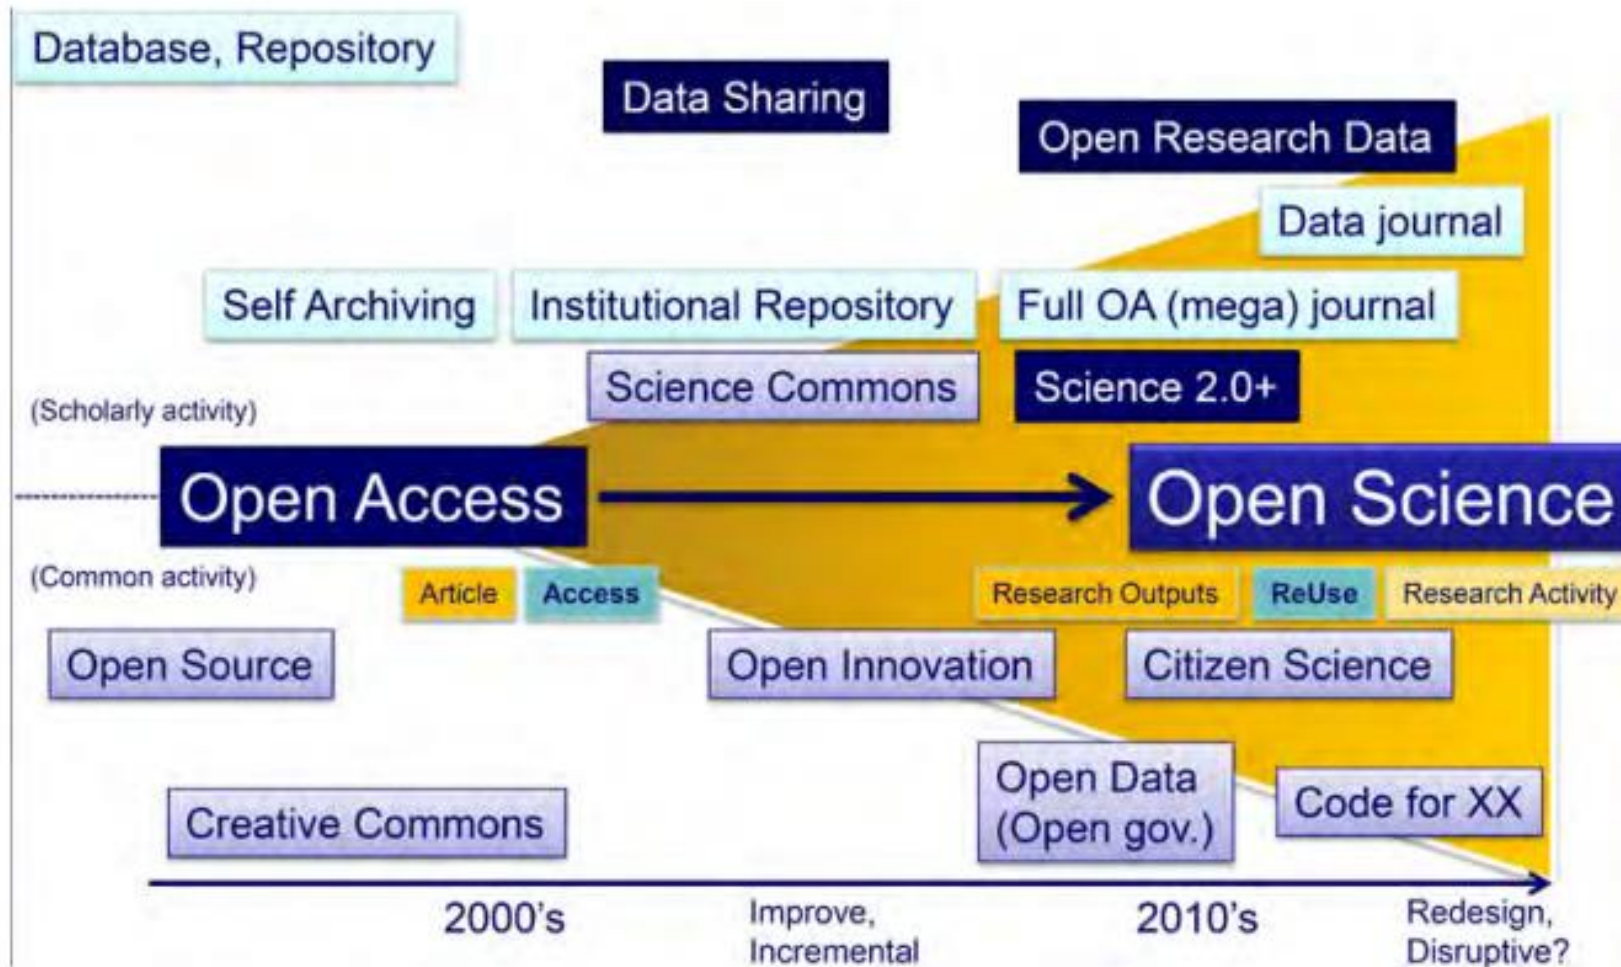 Database, Repository
Data Sharing
Open Research Data
Data journal
Self Archiving
Institutional Repository
Full OA (mega) journal
Science Commons
Science 2.0+
(Scholarly activity)
Open Access
Open Science
(Common activity)
Article
Access
Research Outputs
ReUse
Research Activity
Open Source
Open Innovation
Citizen Science
Open Data
(Open gov.)
Code for XX
Creative Commons
2000's
Improve,
Incremental
2010's
Redesign,
Disruptive?